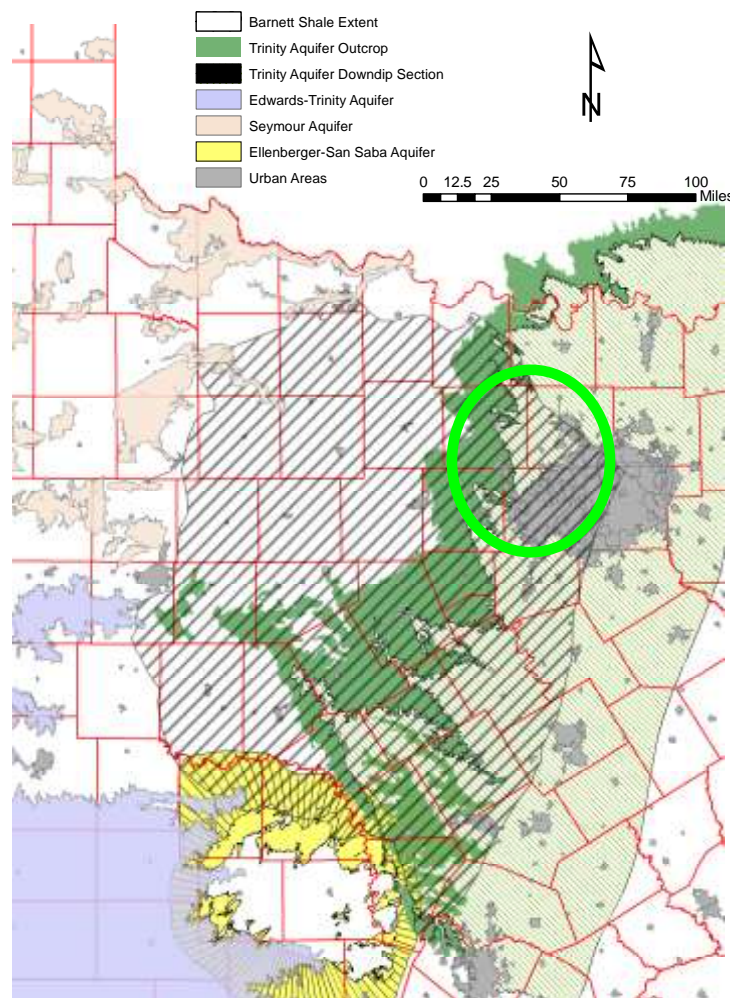 Barnett Shale Extent
Trinity Aquifer Outcrop
Trinity Aquifer Downdip Section
Edwards-Trinity Aquifer
Seymour Aquifer
Ellenberger-San Saba Aquifer
Urban Areas
N
0 12.5 25 50 75 100
Miles